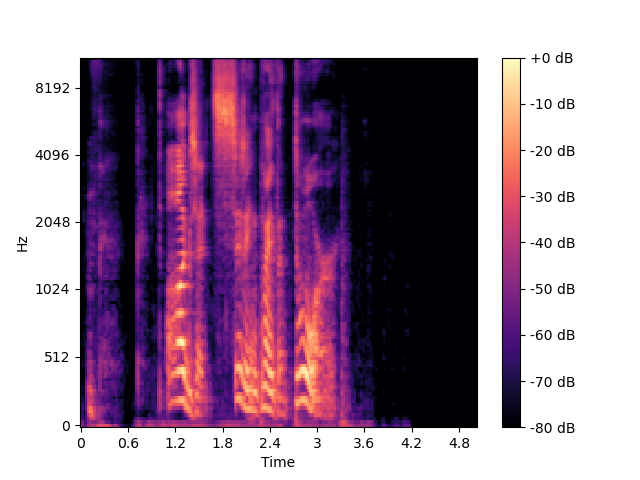 8192
4096
2048
1024
512
0
Hz
0 0.6 1.2 1.8 2.4 3 3.6 4.2 4.8
Time
+0 dB
-10 dB
-20 dB
-30 dB
-40 dB
-50 dB
-60 dB
-70 dB
-80 dB